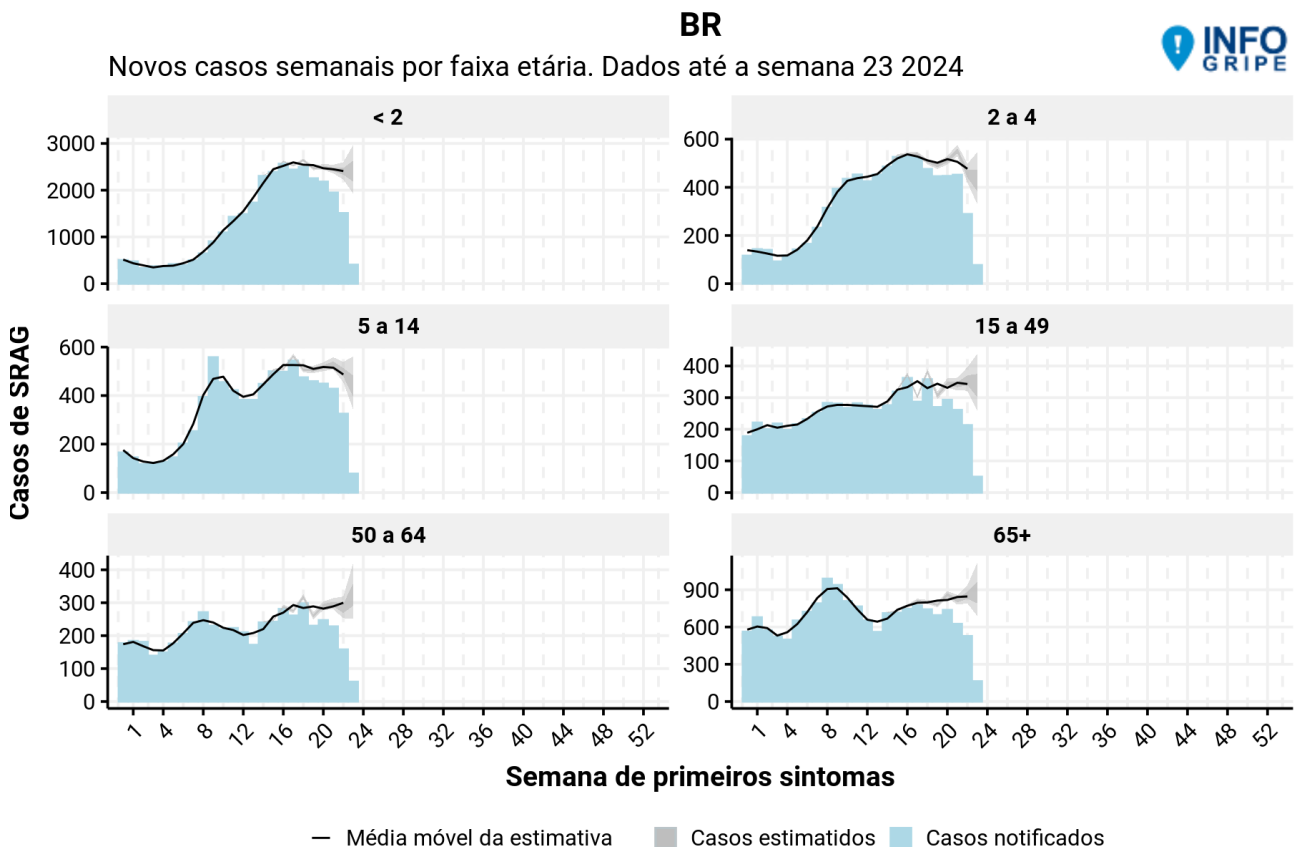 BR
INFO
GRIPE
Novos casos semanais por faixa etária. Dados até a semana 23 2024
< 2
2 a 4
3000
2000
1000
0
600
400
200
0
5 a 14
15 a 49
600
400
200
0
400
300
200
100
0
50 a 64
65+
400
300
200
100
0
900
600
300
0
Casos de SRAG
1 4 8 12 16 20 24 28 32 36 40 44 48 52
1 4 8 12 16 20 24 28 32 36 40 44 48 52
Semana de primeiros sintomas
Média móvel da estimativa
Casos estimatidos
Casos notificados